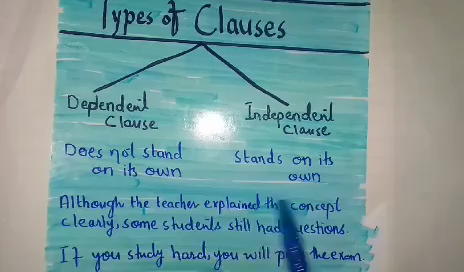 Types of Clauses
Dependent
Clause
Independent
Clause
Does not stand
on its own
Stands on its
own
Although the teacher explained the concept
clearly, some students still had questions.
If you study hard, you will the exam.